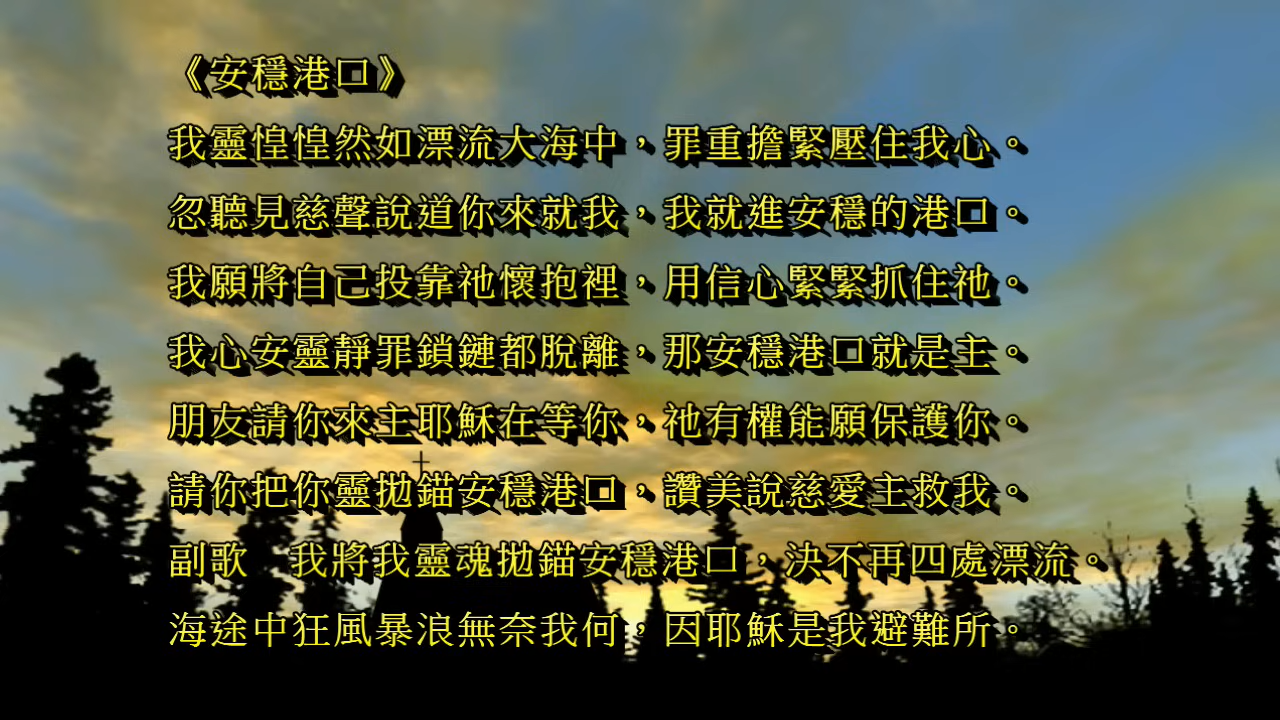 《安穩港口》
我靈惶惶然如漂流大海中，罪重擔緊壓住我心。
忽聽見慈聲說道你來就我，我就進安穩的港口。
我願將自己投靠祂懷抱裡，用信心緊緊抓住祂。
我心安靈靜罪鎖鏈都脫離，那安穩港口就是主。
朋友請你來主耶穌在等你，祂有權能願保護你。
請你把你靈拋錨安穩港口，讚美說慈愛主救我。
副歌　我將我靈魂拋錨安穩港口，決不再四處漂流。
海途中狂風暴浪無奈我何，因耶穌是我避難所。